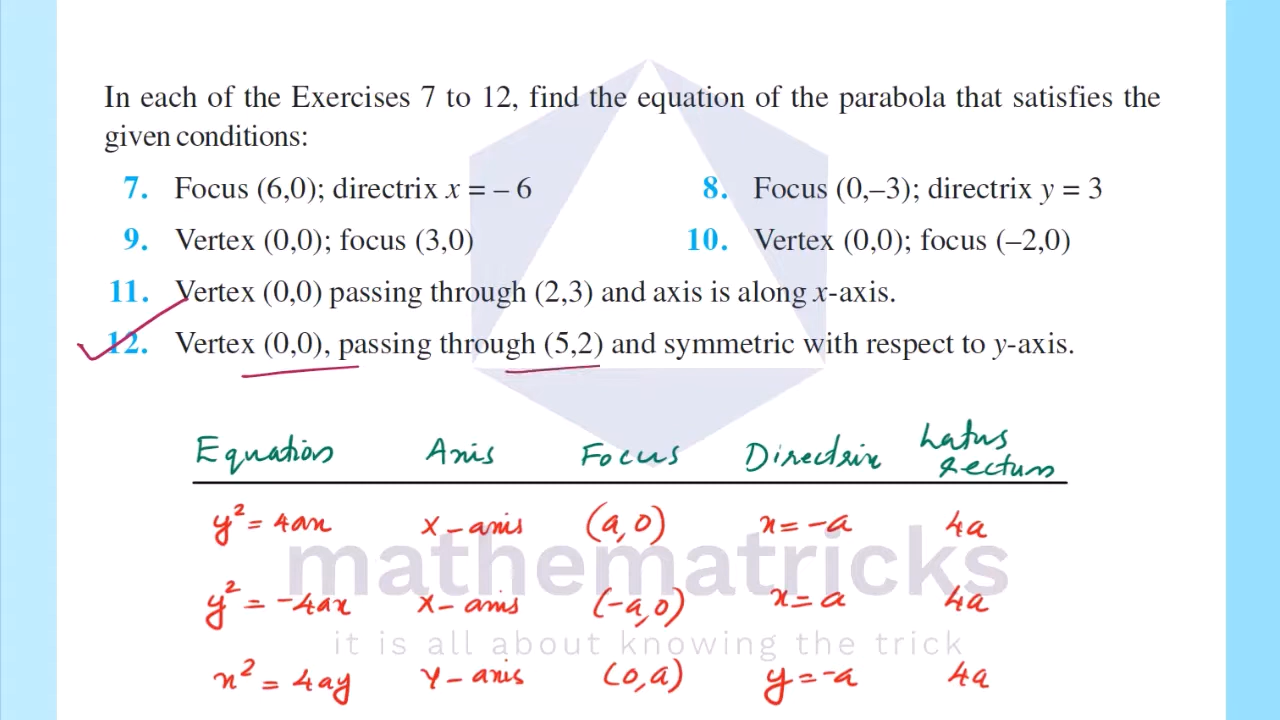 In each of the Exercises 7 to 12, find the equation of the parabola that satisfies the
given conditions:
7. Focus (6,0); directrix x = – 6
8. Focus (0,–3); directrix y = 3
9. Vertex (0,0); focus (3,0)
10. Vertex (0,0); focus (–2,0)
11. Vertex (0,0) passing through (2,3) and axis is along x-axis.
12. Vertex (0,0), passing through (5,2) and symmetric with respect to y-axis.
Equation Axis Focus Directrix Latus Rectum
y² = 4ax X-axis (a,0) x = -a 4a
mathematricks
y² = -4ax X-axis (-a,0) x = a 4a
it is all about knowing the trick
x² = 4ay Y-axis (0,a) y = -a 4a